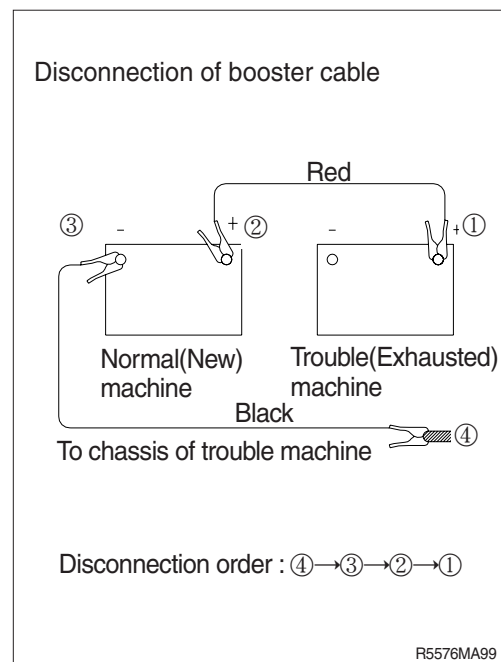 Disconnection of booster cable
Red
③ - + ② - + ①
Normal(New)
machine
Trouble(Exhausted)
machine
Black
To chassis of trouble machine ④
Disconnection order : ④→③→②→①
R5576MA99